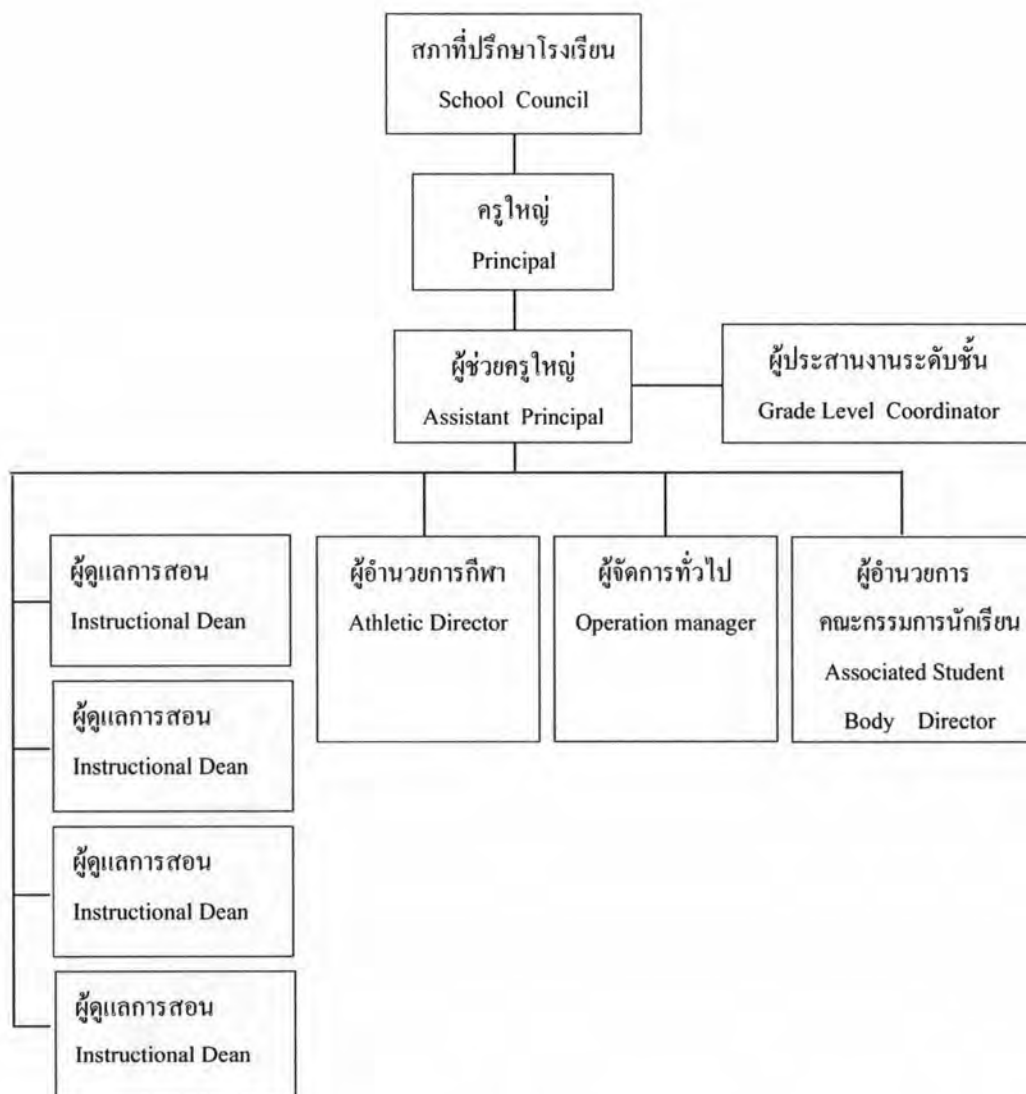 สภาที่ปรึกษาโรงเรียน
School Council
ครูใหญ่
Principal
ผู้ช่วยครูใหญ่
Assistant Principal
ผู้ประสานงานระดับชั้น
Grade Level Coordinator
ผู้ดูแลการสอน
Instructional Dean
ผู้ดูแลการสอน
Instructional Dean
ผู้ดูแลการสอน
Instructional Dean
ผู้ดูแลการสอน
Instructional Dean
ผู้อำนวยการกีฬา
Athletic Director
ผู้จัดการทั่วไป
Operation manager
ผู้อำนวยการ
คณะกรรมการนักเรียน
Associated Student
Body Director